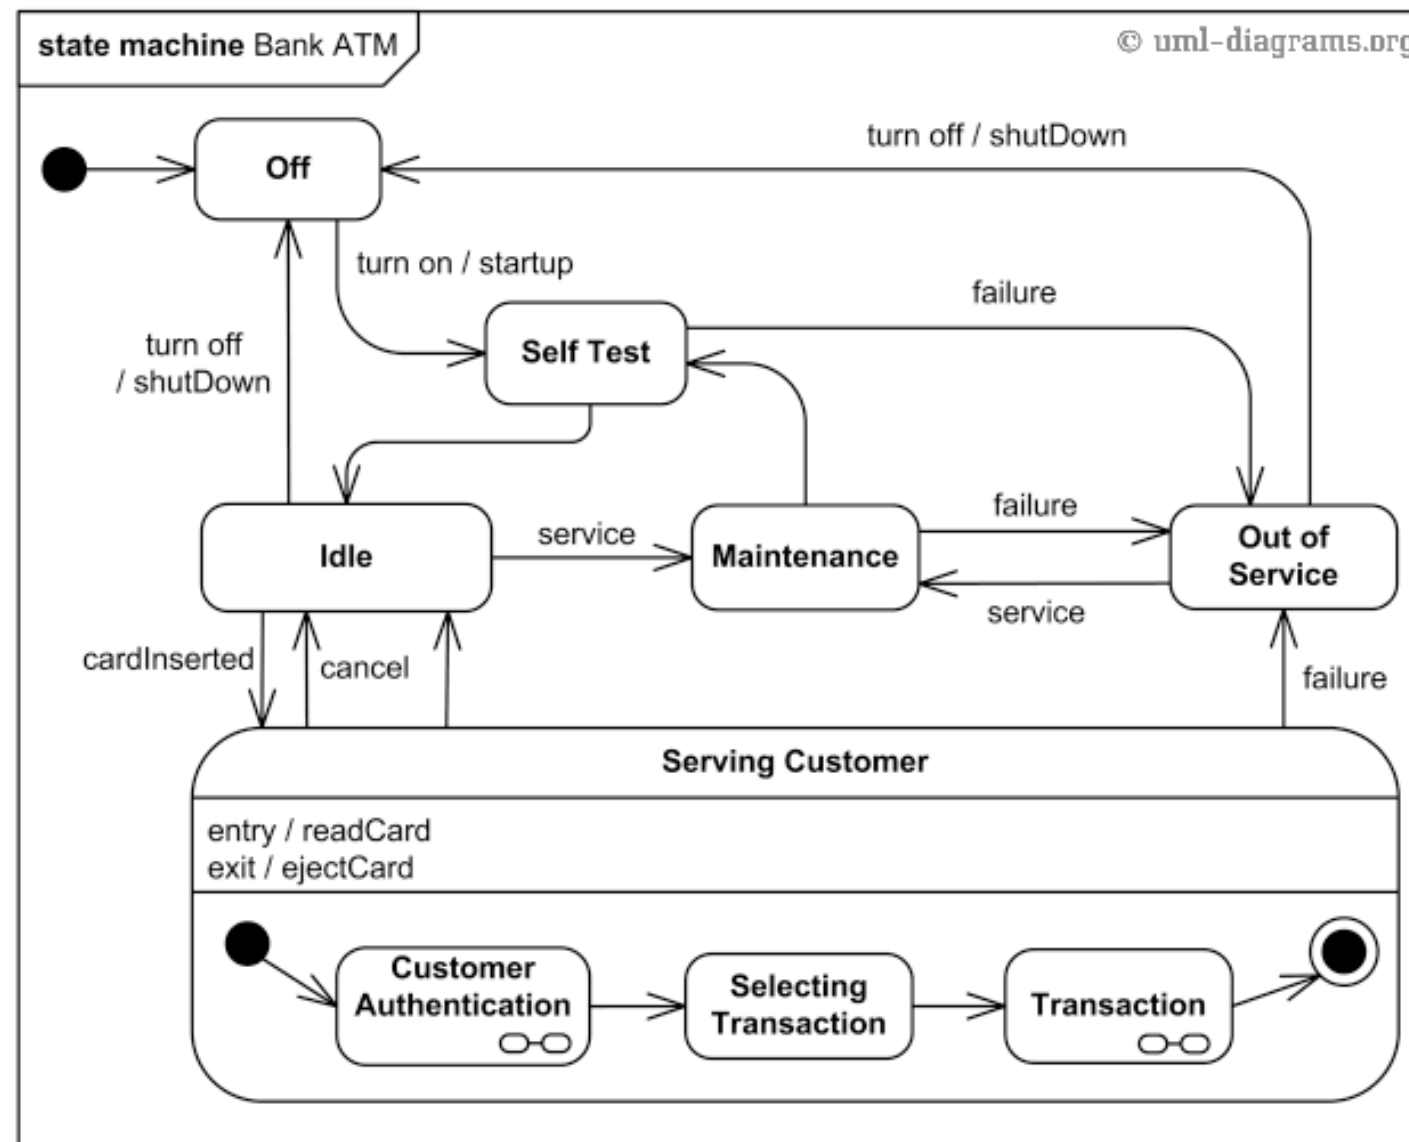 state machine Bank ATM
© uml-diagrams.org
turn off / shutDown
Off
turn on / startup
failure
turn off
/ shutDown
Self Test
failure
service
Idle
Maintenance
Out of
Service
service
cardInserted
cancel
failure
Serving Customer
entry / readCard
exit / ejectCard
Customer
Authentication
Selecting
Transaction
Transaction